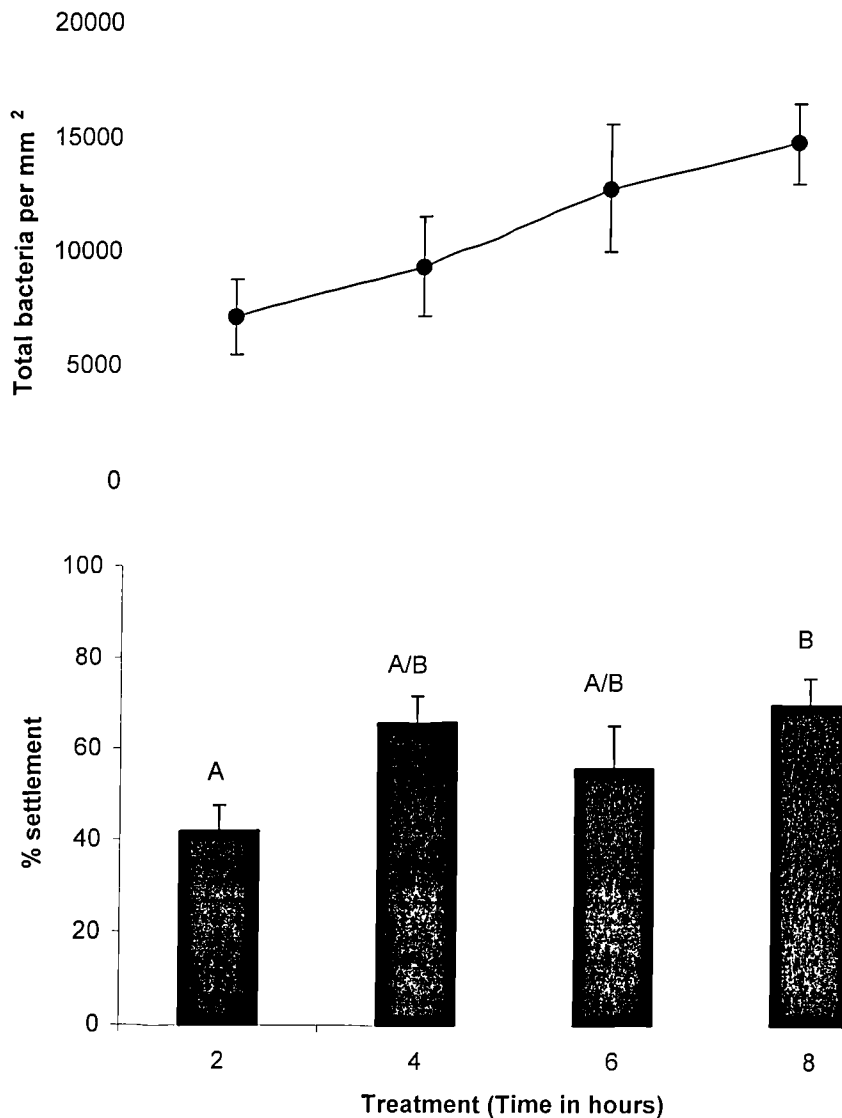 20000
15000
10000
5000
0
Total bacteria per mm ²
100
80
60
40
20
0
% settlement
A
A/B
A/B
B
2
4
6
8
Treatment (Time in hours)